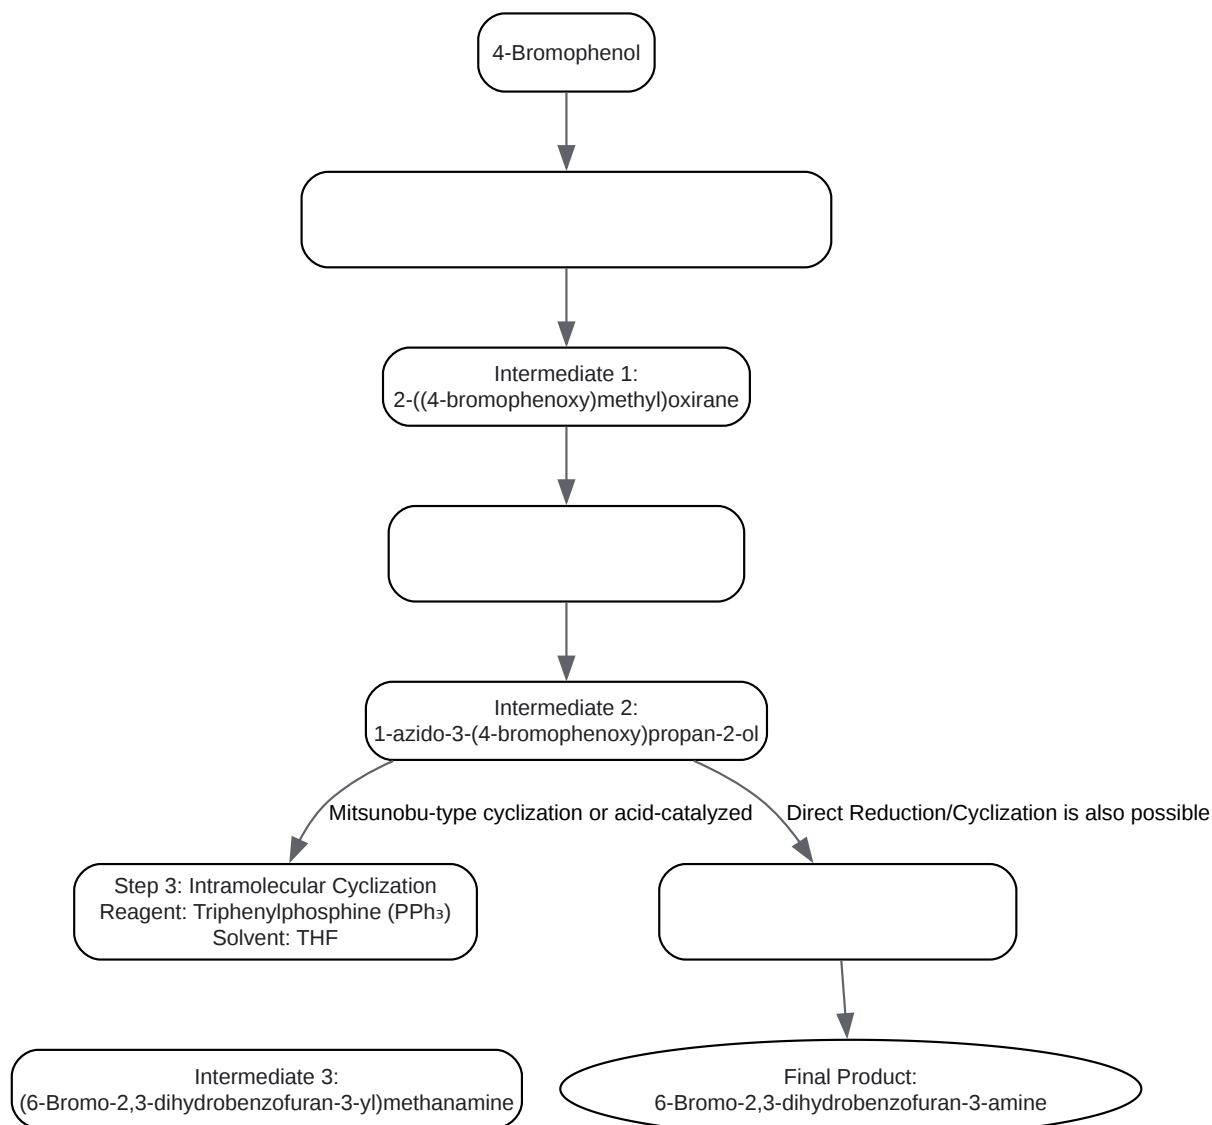 4-Bromophenol
Intermediate 1:
2-((4-bromophenoxy)methyl)oxirane
Intermediate 2:
1-azido-3-(4-bromophenoxy)propan-2-ol
Mitsunobu-type cyclization or acid-catalyzed
Direct Reduction/Cyclization is also possible
Step 3: Intramolecular Cyclization
Reagent: Triphenylphosphine (PPh₃)
Solvent: THF
Intermediate 3:
(6-Bromo-2,3-dihydrobenzofuran-3-yl)methanamine
Final Product:
6-Bromo-2,3-dihydrobenzofuran-3-amine